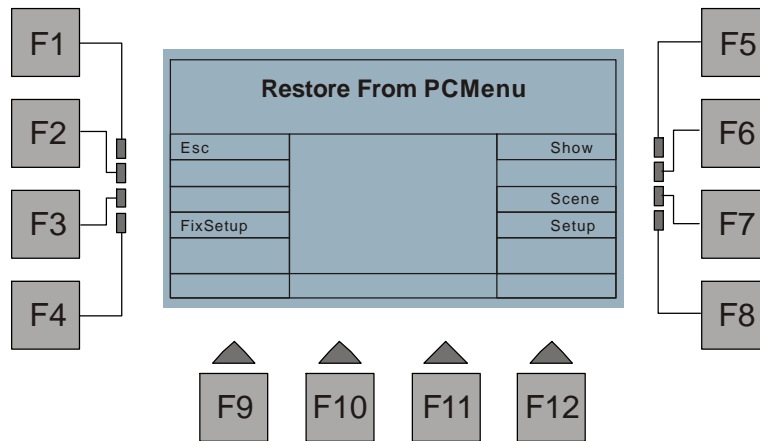 F1
F5
Restore From PCMenu
F2
F6
Esc
Show
F3
F7
Scene
FixSetup
Setup
F4
F8
F9
F10
F11
F12